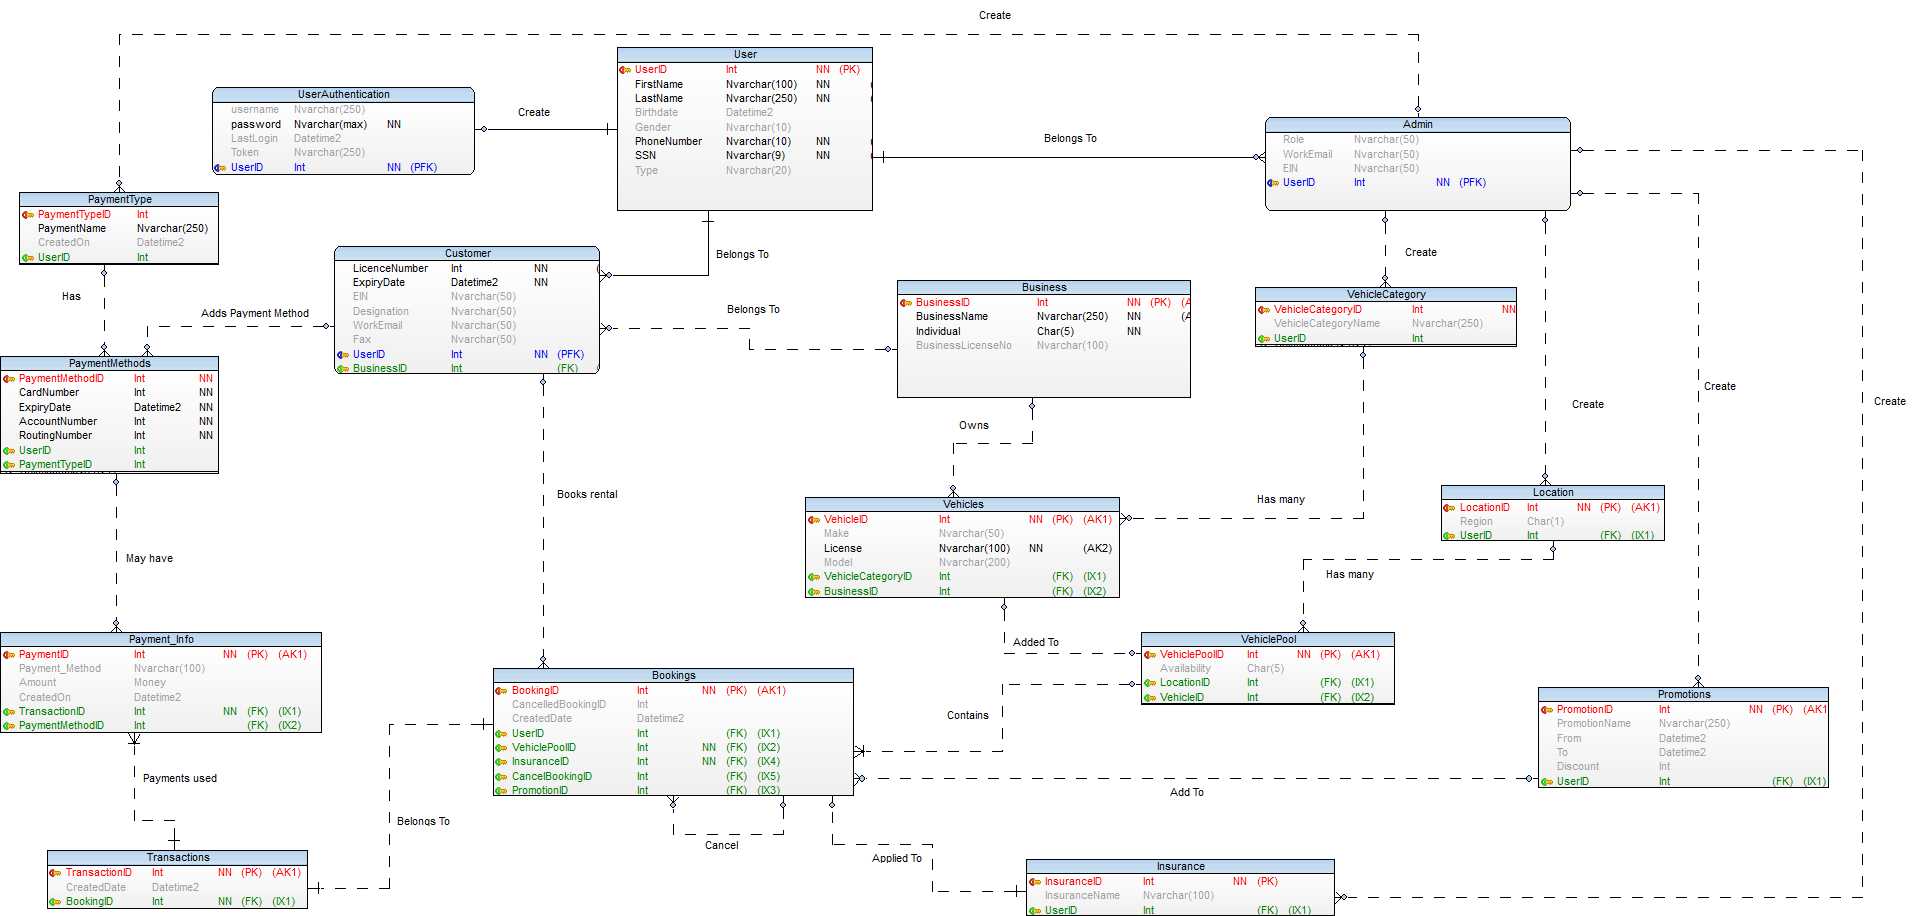 Create
User
UserID Int NN (PK)
FirstName Nvarchar(100) NN
LastName Nvarchar(250) NN
Birthdate Datetime2
Gender Nvarchar(10)
PhoneNumber Nvarchar(10) NN
SSN Nvarchar(9) NN
Type Nvarchar(20)
UserAuthentication
username Nvarchar(250)
password Nvarchar(max) NN
LastLogin Datetime2
Token Nvarchar(250)
UserID Int NN (PFK)
Create
Belongs To
Admin
Role Nvarchar(50)
WorkEmail Nvarchar(50)
EIN Nvarchar(50)
UserID Int NN (PFK)
PaymentType
PaymentTypeID Int
PaymentName Nvarchar(250)
CreatedOn Datetime2
UserID Int
Has
Adds Payment Method
Customer
LicenceNumber Int NN (
ExpiryDate Datetime2 NN
EIN Nvarchar(50)
Designation Nvarchar(50)
WorkEmail Nvarchar(50)
Fax Nvarchar(50)
UserID Int NN (PFK)
BusinessID Int (FK) (
Belongs To
Belongs To
Business
BusinessID Int NN (PK) (A
BusinessName Nvarchar(250) NN (A
Individual Char(5) NN
BusinessLicenseNo Nvarchar(100)
Create
VehicleCategory
VehicleCategoryID Int NN
VehicleCategoryName Nvarchar(250)
UserID Int
PaymentMethods
PaymentMethodID Int NN
CardNumber Int NN
ExpiryDate Datetime2 NN
AccountNumber Int NN
RoutingNumber Int NN
UserID Int
PaymentTypeID Int
Create
Create
Create
Owns
Books rental
Has many
Vehicles
VehicleID Int NN (PK) (AK1)
Make Nvarchar(50)
License Nvarchar(100) NN (AK2)
Model Nvarchar(200)
VehicleCategoryID Int (FK) (IX1)
BusinessID Int (FK) (IX2)
Location
LocationID Int NN (PK) (AK1)
Region Char(1)
UserID Int (FK) (IX1)
May have
Has many
Added To
VehiclePool
VehiclePoolID Int NN (PK) (AK1)
Availability Char(5)
LocationID Int (FK) (IX1)
VehicleID Int (FK) (IX2)
Payment_Info
PaymentID Int NN (PK) (AK1)
Payment_Method Nvarchar(100)
Amount Money
CreatedOn Datetime2
TransactionID Int NN (FK) (IX1)
PaymentMethodID Int (FK) (IX2)
Bookings
BookingID Int NN (PK) (AK1)
CancelledBookingID Int
CreatedDate Datetime2
UserID Int (FK) (IX1)
VehiclePoolID Int NN (FK) (IX2)
InsuranceID Int NN (FK) (IX4)
CancelBookingID Int (FK) (IX5)
PromotionID Int (FK) (IX3)
Contains
Promotions
PromotionID Int NN (PK) (AK1
PromotionName Nvarchar(250)
From Datetime2
To Datetime2
Discount Int
UserID Int (FK) (IX1)
Payments used
Add To
Belongs To
Cancel
Applied To
Transactions
TransactionID Int NN (PK) (AK1)
CreatedDate Datetime2
BookingID Int NN (FK) (IX1)
Insurance
InsuranceID Int NN (PK)
InsuranceName Nvarchar(100)
UserID Int (FK) (IX1)